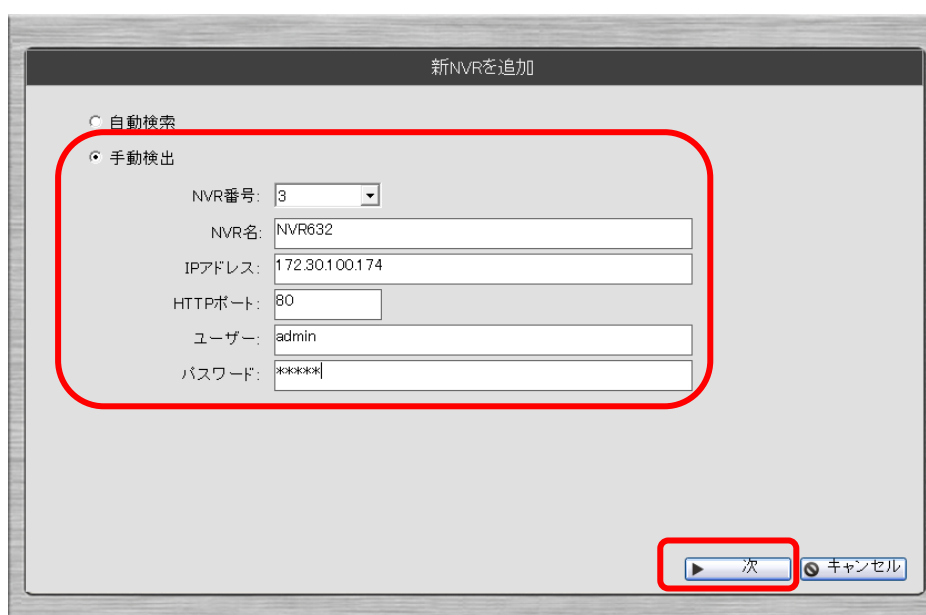 新NVRを追加
自動検索
手動検出
NVR番号: 3
NVR名: NVR632
IPアドレス: 172.30.100.174
HTTPポート: 80
ユーザー: admin
パスワード: *****
次 キャンセル